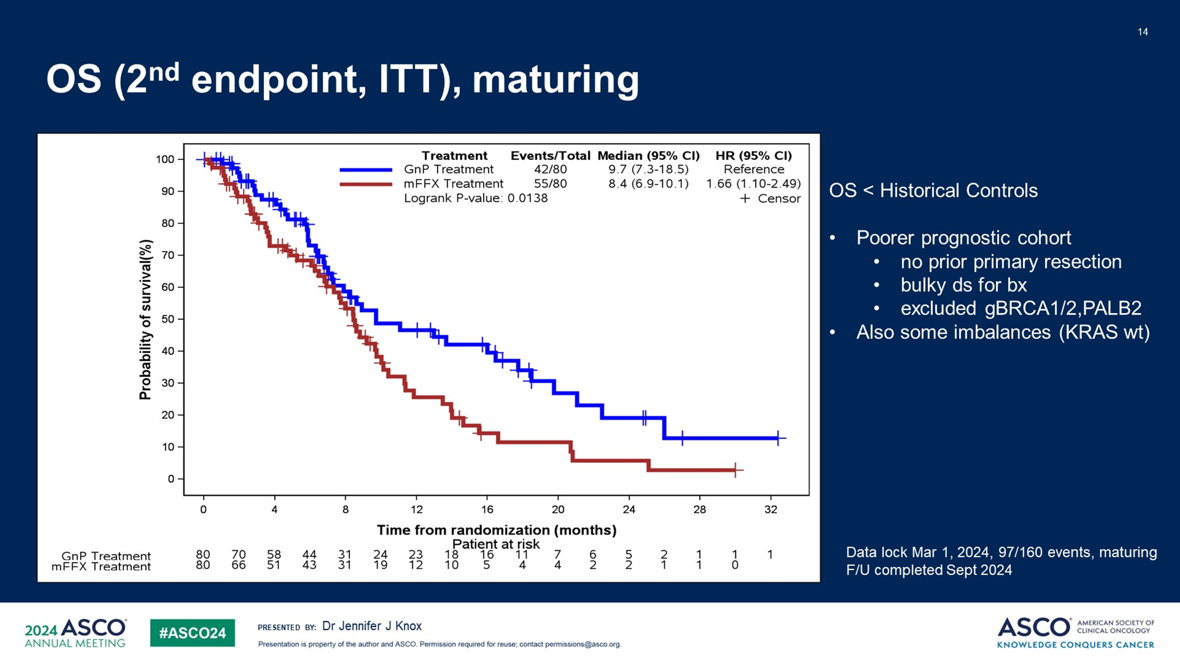 14
OS (2nd endpoint, ITT), maturing
Treatment Events/Total Median (95% CI) HR (95% CI)
GnP Treatment 42/80 9.7 (7.3-18.5) Reference
mFFX Treatment 55/80 8.4 (6.9-10.1) 1.66 (1.10-2.49)
Logrank P-value: 0.0138 + Censor
Probability of survival(%)
100
90
80
70
60
50
40
30
20
10
0
0 4 8 12 16 20 24 28 32
Time from randomization (months)
Patient at risk
GnP Treatment 80 70 58 44 31 24 23 18 16 11 7 6 5 2 1 1 1
mFFX Treatment 80 66 51 43 31 19 12 10 5 4 4 2 2 1 1 0
OS < Historical Controls
• Poorer prognostic cohort
• no prior primary resection
• bulky ds for bx
• excluded gBRCA1/2,PALB2
• Also some imbalances (KRAS wt)
Data lock Mar 1, 2024, 97/160 events, maturing
F/U completed Sept 2024
2024 ASCO®
ANNUAL MEETING
#ASCO24
PRESENTED BY: Dr Jennifer J Knox
Presentation is property of the author and ASCO. Permission required for reuse; contact permissions@asco.org.
ASCO® AMERICAN SOCIETY OF
CLINICAL ONCOLOGY
KNOWLEDGE CONQUERS CANCER